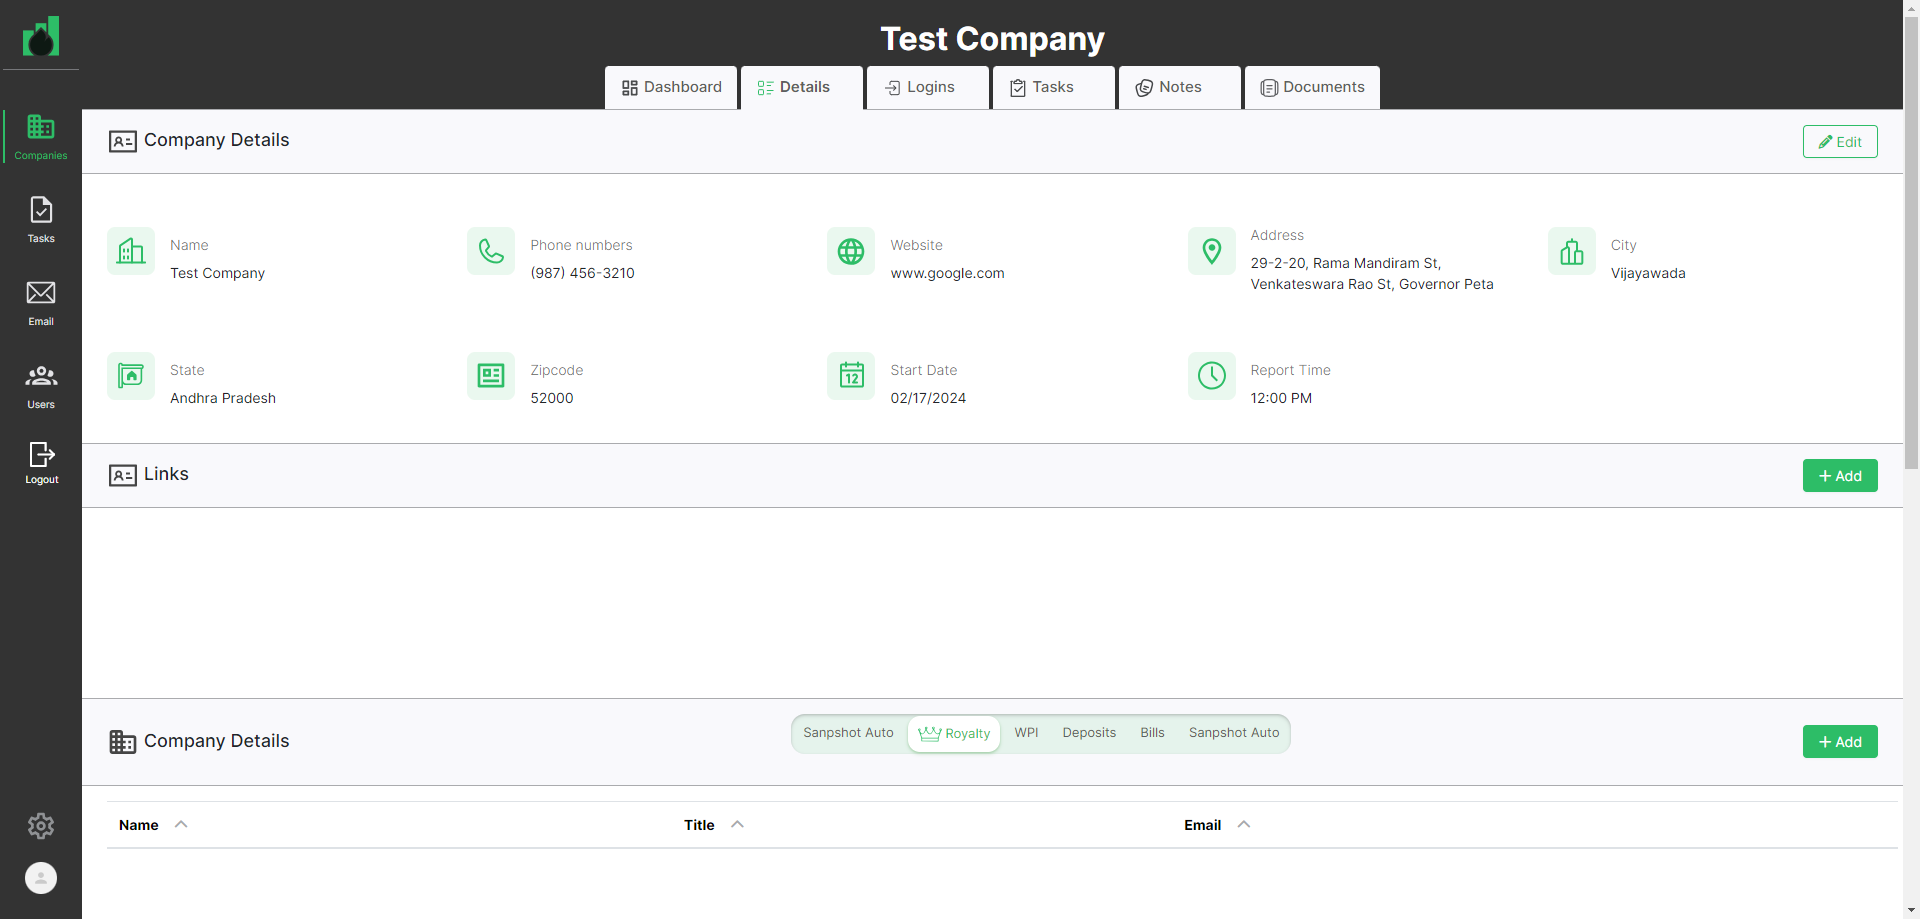 Test Company
Dashboard
Details
Logins
Tasks
Notes
Documents
Companies
Tasks
Email
Users
Logout
Company Details
Edit
Name
Test Company
Phone numbers
(987) 456-3210
Website
www.google.com
Address
29-2-20, Rama Mandiram St,
Venkateswara Rao St, Governor Peta
City
Vijayawada
State
Andhra Pradesh
Zipcode
52000
Start Date
02/17/2024
12
Report Time
12:00 PM
Links
+ Add
Company Details
Sanpshot Auto
Royalty
WPI
Deposits
Bills
Sanpshot Auto
+ Add
Name
Title
Email